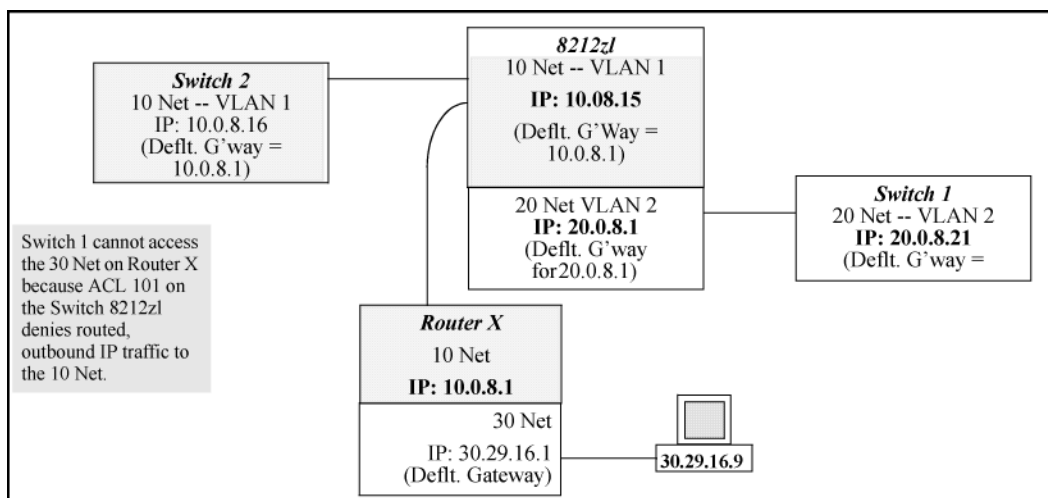 8212zl
10 Net -- VLAN 1
IP: 10.08.15
(Deflt. G'Way =
10.0.8.1)
20 Net VLAN 2
IP: 20.0.8.1
(Deflt. G'way
for20.0.8.1)
Switch 2
10 Net -- VLAN 1
IP: 10.0.8.16
(Deflt. G'way =
10.0.8.1)
Switch 1
20 Net -- VLAN 2
IP: 20.0.8.21
(Deflt. G'way =
Switch 1 cannot access
the 30 Net on Router X
because ACL 101 on
the Switch 8212zl
denies routed,
outbound IP traffic to
the 10 Net.
Router X
10 Net
IP: 10.0.8.1
30 Net
IP: 30.29.16.1
(Deflt. Gateway)
30.29.16.9